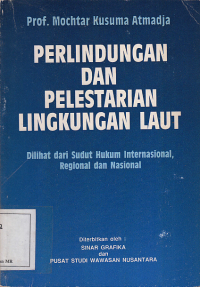 Prof. Mochtar Kusuma Atmadja
PERLINDUNGAN
DAN
PELESTARIAN
LINGKUNGAN LAUT
Dilihat dari Sudut Hukum Internasional,
Regional dan Nasional
Diterbitkan oleh :
SINAR GRAFIKA
dan
PUSAT STUDI WAWASAN NUSANTARA